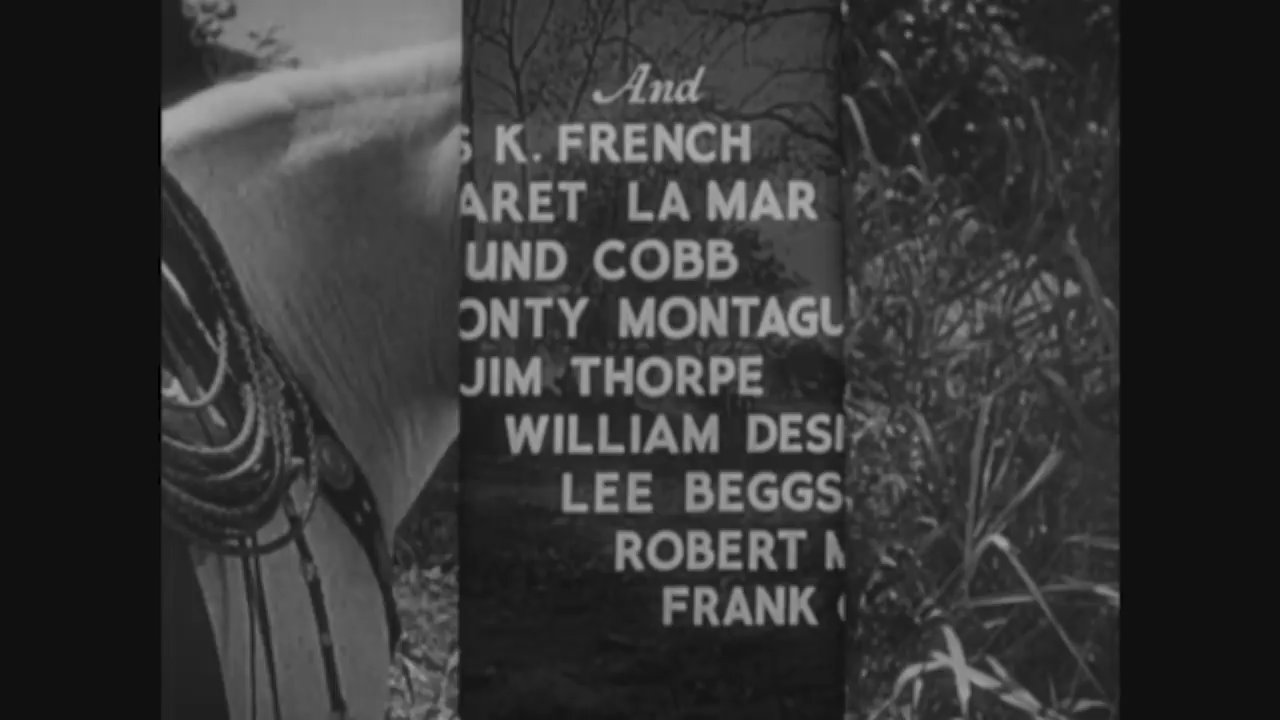 And
S K. FRENCH
ARET LA MAR
UND COBB
ONTY MONTAGU
JIM THORPE
WILLIAM DES
LEE BEGGS
ROBERT M
FRANK